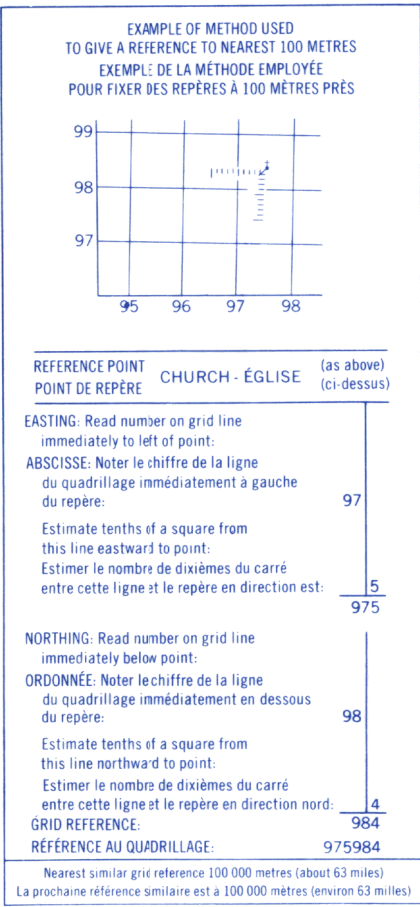 EXAMPLE OF METHOD USED
TO GIVE A REFERENCE TO NEAREST 100 METRES
EXEMPLE DE LA MÉTHODE EMPLOYÉE
POUR FIXER DES REPÈRES À 100 MÈTRES PRÈS
99
98
97
95 96 97 98
REFERENCE POINT
POINT DE REPÈRE
CHURCH - ÉGLISE
(as above)
(ci-dessus)
EASTING: Read number on grid line
immediately to left of point:
ABSCISSE: Noter le chiffre de la ligne
du quadrillage immédiatement à gauche
du repère: 97
Estimate tenths of a square from
this line eastward to point:
Estimer le nombre de dixièmes du carré
entre cette ligne et le repère en direction est: 5
975
NORTHING: Read number on grid line
immediately below point:
ORDONNÉE: Noter le chiffre de la ligne
du quadrillage immédiatement en dessous
du repère: 98
Estimate tenths of a square from
this line northward to point:
Estimer le nombre de dixièmes du carré
entre cette ligne et le repère en direction nord: 4
GRID REFERENCE: 984
RÉFÉRENCE AU QUADRILLAGE: 975984
Nearest similar grid reference 100 000 metres (about 63 miles)
La prochaine référence similaire est à 100 000 mètres (environ 63 milles)